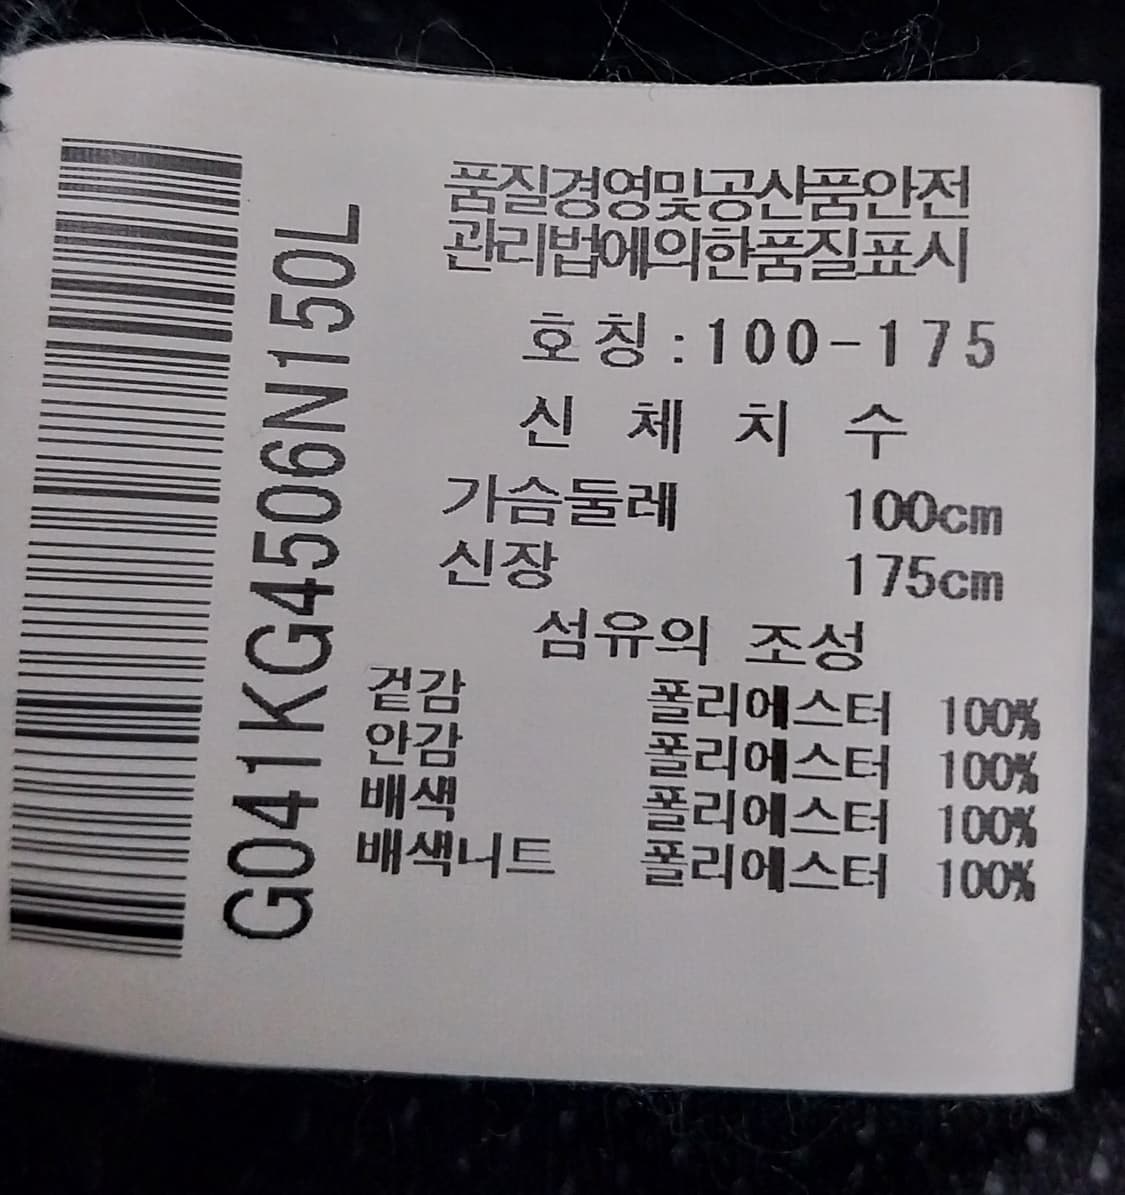 G041KG4506N150L
품질경영및공산품안전
관리법에의한품질표시
호칭:100-175
신 체 치 수
가슴둘레 100cm
신장 175cm
섬유의 조성
겉감 폴리에스터 100%
안감 폴리에스터 100%
배색 폴리에스터 100%
배색니트 폴리에스터 100%